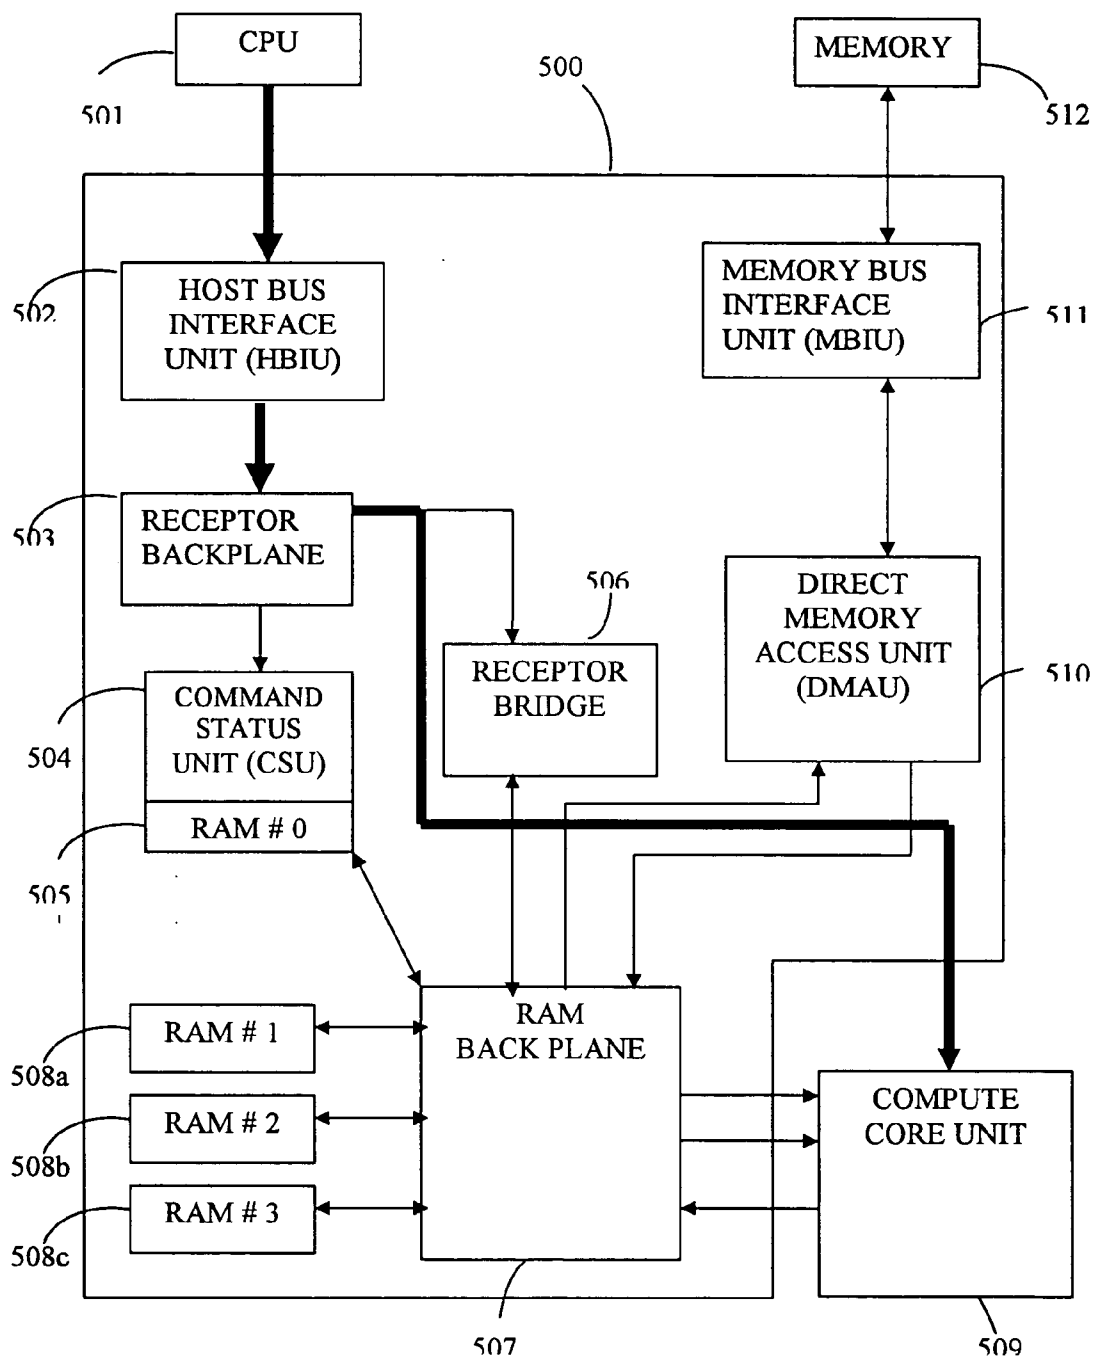 CPU
MEMORY
500
501
512
HOST BUS
INTERFACE
UNIT (HBIU)
502
MEMORY BUS
INTERFACE
UNIT (MBIU)
511
RECEPTOR
BACKPLANE
503
506
DIRECT
MEMORY
ACCESS UNIT
(DMAU)
510
RECEPTOR
BRIDGE
COMMAND
STATUS
UNIT (CSU)
504
RAM # 0
505
RAM
BACK PLANE
RAM # 1
508a
RAM # 2
508b
RAM # 3
508c
COMPUTE
CORE UNIT
507
509